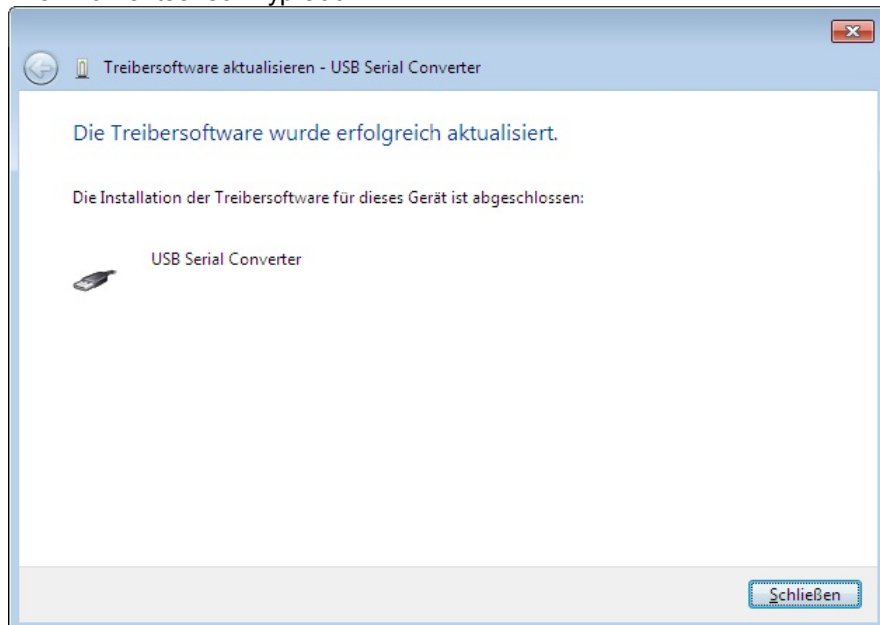 Treibersoftware aktualisieren - USB Serial Converter
Die Treibersoftware wurde erfolgreich aktualisiert.
Die Installation der Treibersoftware für dieses Gerät ist abgeschlossen:
USB Serial Converter
Schließen